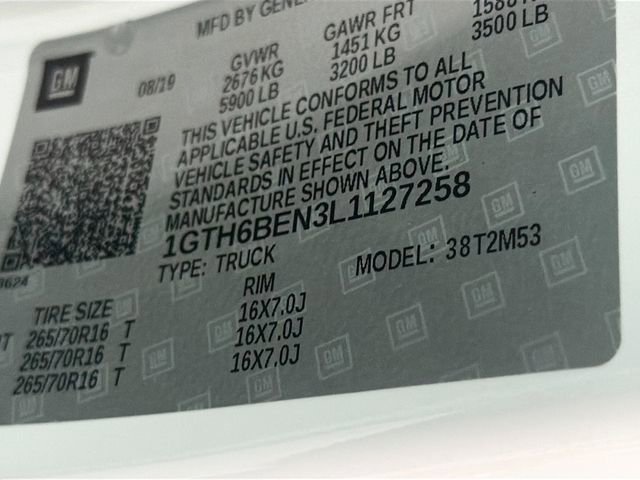 MFD BY GENE
GM
08/19
GVWR
2676 KG
5900 LB
GAWR FRT
1451 KG
3200 LB
3500 LB
THIS VEHICLE CONFORMS TO ALL
APPLICABLE U.S. FEDERAL MOTOR
VEHICLE SAFETY AND THEFT PREVENTION
STANDARDS IN EFFECT ON THE DATE OF
MANUFACTURE SHOWN ABOVE.
1GTH6BEN3L1127258
TYPE: TRUCK
MODEL: 38T2M53
TIRE SIZE RIM
265/70R16 T 16X7.0J
265/70R16 T 16X7.0J
265/70R16 T 16X7.0J